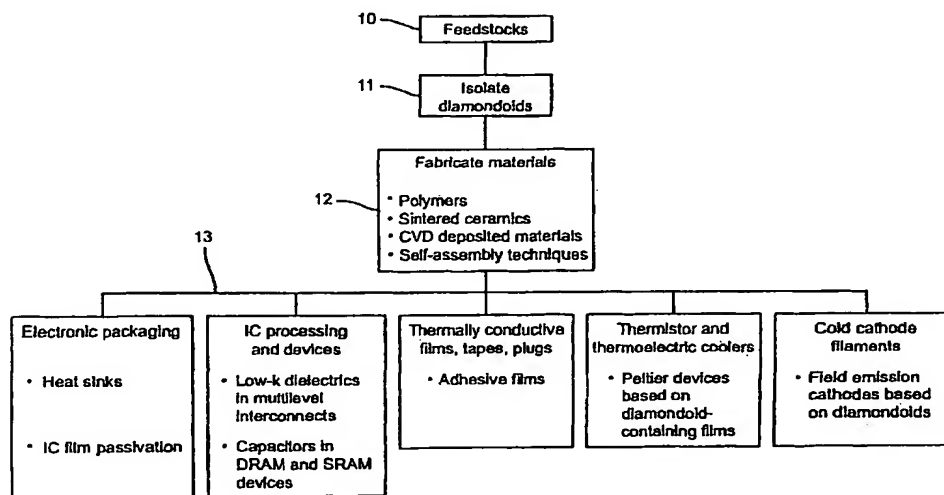 10
Feedstocks
11
Isolate
diamondoids
12
Fabricate materials
• Polymers
• Sintered ceramics
• CVD deposited materials
• Self-assembly techniques
13
Electronic packaging
• Heat sinks
• IC film passivation
IC processing
and devices
• Low-k dielectrics
in multilevel
interconnects
• Capacitors in
DRAM and SRAM
devices
Thermally conductive
films, tapes, plugs
• Adhesive films
Thermistor and
thermoelectric coolers
• Peltier devices
based on
diamondoid-
containing films
Cold cathode
filaments
• Field emission
cathodes based
on diamondoids